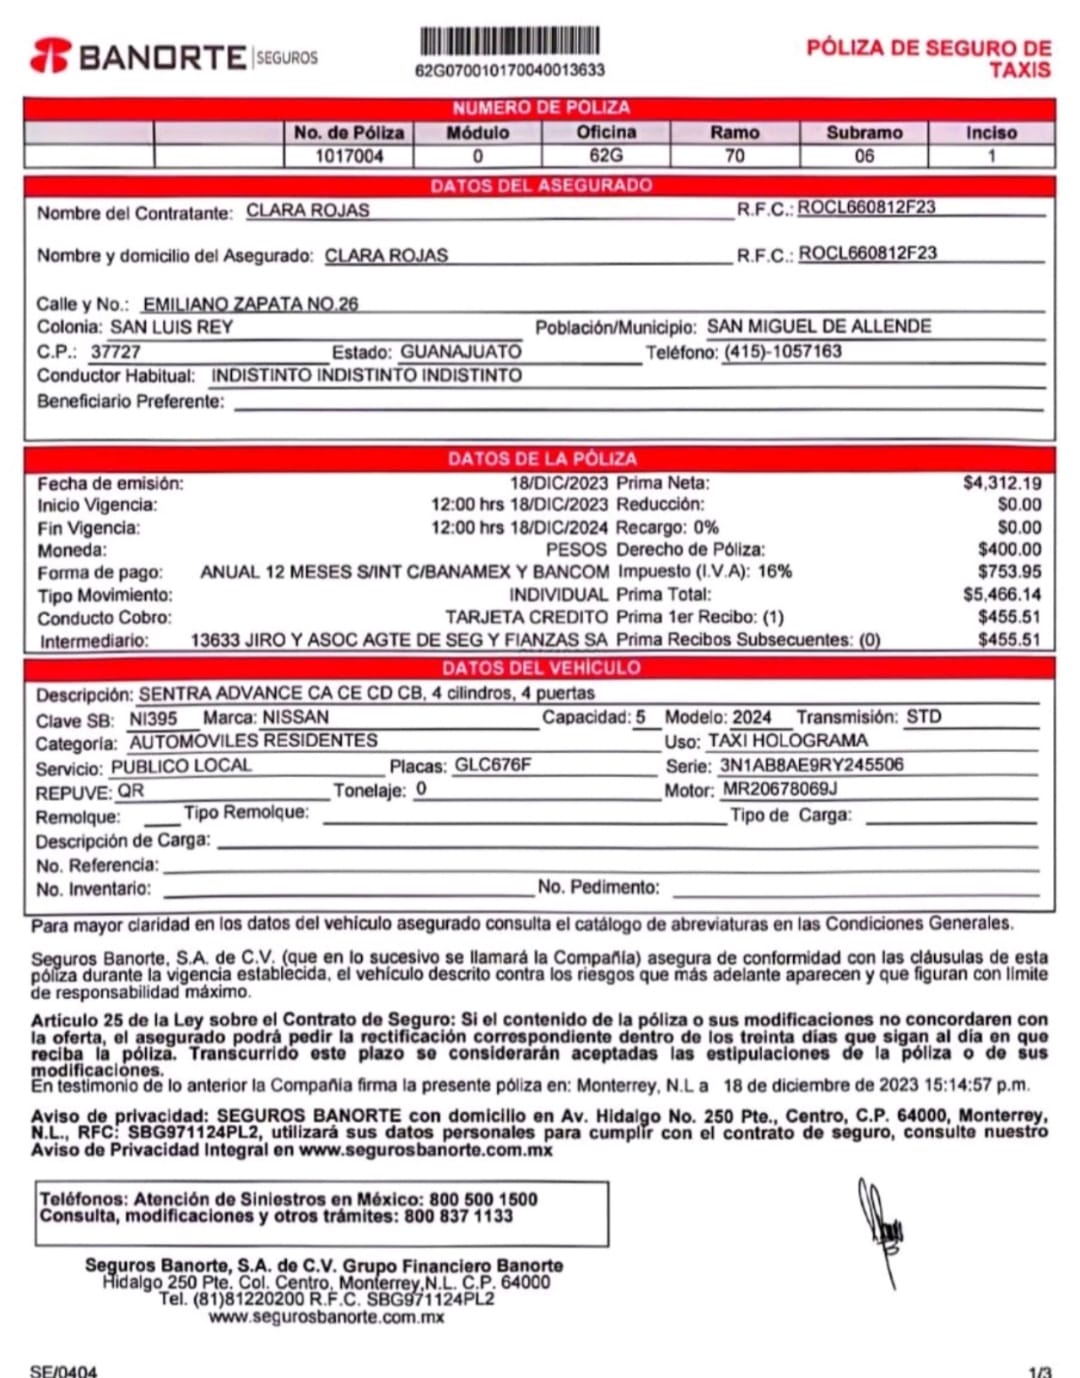 BANORTE | SEGUROS
62G070010170040013633
PÓLIZA DE SEGURO DE
TAXIS
NUMERO DE POLIZA
No. de Póliza Módulo Oficina Ramo Subramo Inciso
1017004 0 62G 70 06 1
DATOS DEL ASEGURADO
Nombre del Contratante: CLARA ROJAS R.F.C.: ROCL660812F23
Nombre y domicilio del Asegurado: CLARA ROJAS R.F.C.: ROCL660812F23
Calle y No.: EMILIANO ZAPATA NO.26
Colonia: SAN LUIS REY Población/Municipio: SAN MIGUEL DE ALLENDE
C.P.: 37727 Estado: GUANAJUATO Teléfono: (415)-1057163
Conductor Habitual: INDISTINTO INDISTINTO INDISTINTO
Beneficiario Preferente:
DATOS DE LA PÓLIZA
Fecha de emisión: 18/DIC/2023 Prima Neta: $4,312.19
Inicio Vigencia: 12:00 hrs 18/DIC/2023 Reducción: $0.00
Fin Vigencia: 12:00 hrs 18/DIC/2024 Recargo: 0% $0.00
Moneda: PESOS Derecho de Póliza: $400.00
Forma de pago: ANUAL 12 MESES S/INT C/BANAMEX Y BANCOM Impuesto (I.V.A): 16% $753.95
Tipo Movimiento: INDIVIDUAL Prima Total: $5,466.14
Conducto Cobro: TARJETA CREDITO Prima 1er Recibo: (1) $455.51
Intermediario: 13633 JIRO Y ASOC AGTE DE SEG Y FIANZAS SA Prima Recibos Subsecuentes: (0) $455.51
DATOS DEL VEHÍCULO
Descripción: SENTRA ADVANCE CA CE CD CB, 4 cilindros, 4 puertas
Clave SB: NI395 Marca: NISSAN Capacidad: 5 Modelo: 2024 Transmisión: STD
Categoría: AUTOMOVILES RESIDENTES Uso: TAXI HOLOGRAMA
Servicio: PUBLICO LOCAL Placas: GLC676F Serie: 3N1AB8AE9RY245506
REPUVE: QR Tonelaje: 0 Motor: MR20678069J
Remolque: Tipo Remolque: Tipo de Carga:
Descripción de Carga:
No. Referencia:
No. Inventario: No. Pedimento:
Para mayor claridad en los datos del vehículo asegurado consulta el catálogo de abreviaturas en las Condiciones Generales.
Seguros Banorte, S.A. de C.V. (que en lo sucesivo se llamará la Compañía) asegura de conformidad con las cláusulas de esta
póliza durante la vigencia establecida, el vehículo descrito contra los riesgos que más adelante aparecen y que figuran con límite
de responsabilidad máximo.
Artículo 25 de la Ley sobre el Contrato de Seguro: Si el contenido de la póliza o sus modificaciones no concordaren con
la oferta, el asegurado podrá pedir la rectificación correspondiente dentro de los treinta días que sigan al día en que
reciba la póliza. Transcurrido este plazo se considerarán aceptadas las estipulaciones de la póliza o de sus
modificaciones.
En testimonio de lo anterior la Compañía firma la presente póliza en: Monterrey, N.L a 18 de diciembre de 2023 15:14:57 p.m.
Aviso de privacidad: SEGUROS BANORTE con domicilio en Av. Hidalgo No. 250 Pte., Centro, C.P. 64000, Monterrey,
N.L., RFC: SBG971124PL2, utilizará sus datos personales para cumplir con el contrato de seguro, consulte nuestro
Aviso de Privacidad Integral en www.segurosbanorte.com.mx
Teléfonos: Atención de Siniestros en México: 800 500 1500
Consulta, modificaciones y otros trámites: 800 837 1133
Seguros Banorte, S.A. de C.V. Grupo Financiero Banorte
Hidalgo 250 Pte. Col. Centro, Monterrey,N.L. C.P. 64000
Tel. (81)81220200 R.F.C. SBG971124PL2
www.segurosbanorte.com.mx
SE/0404 1/3